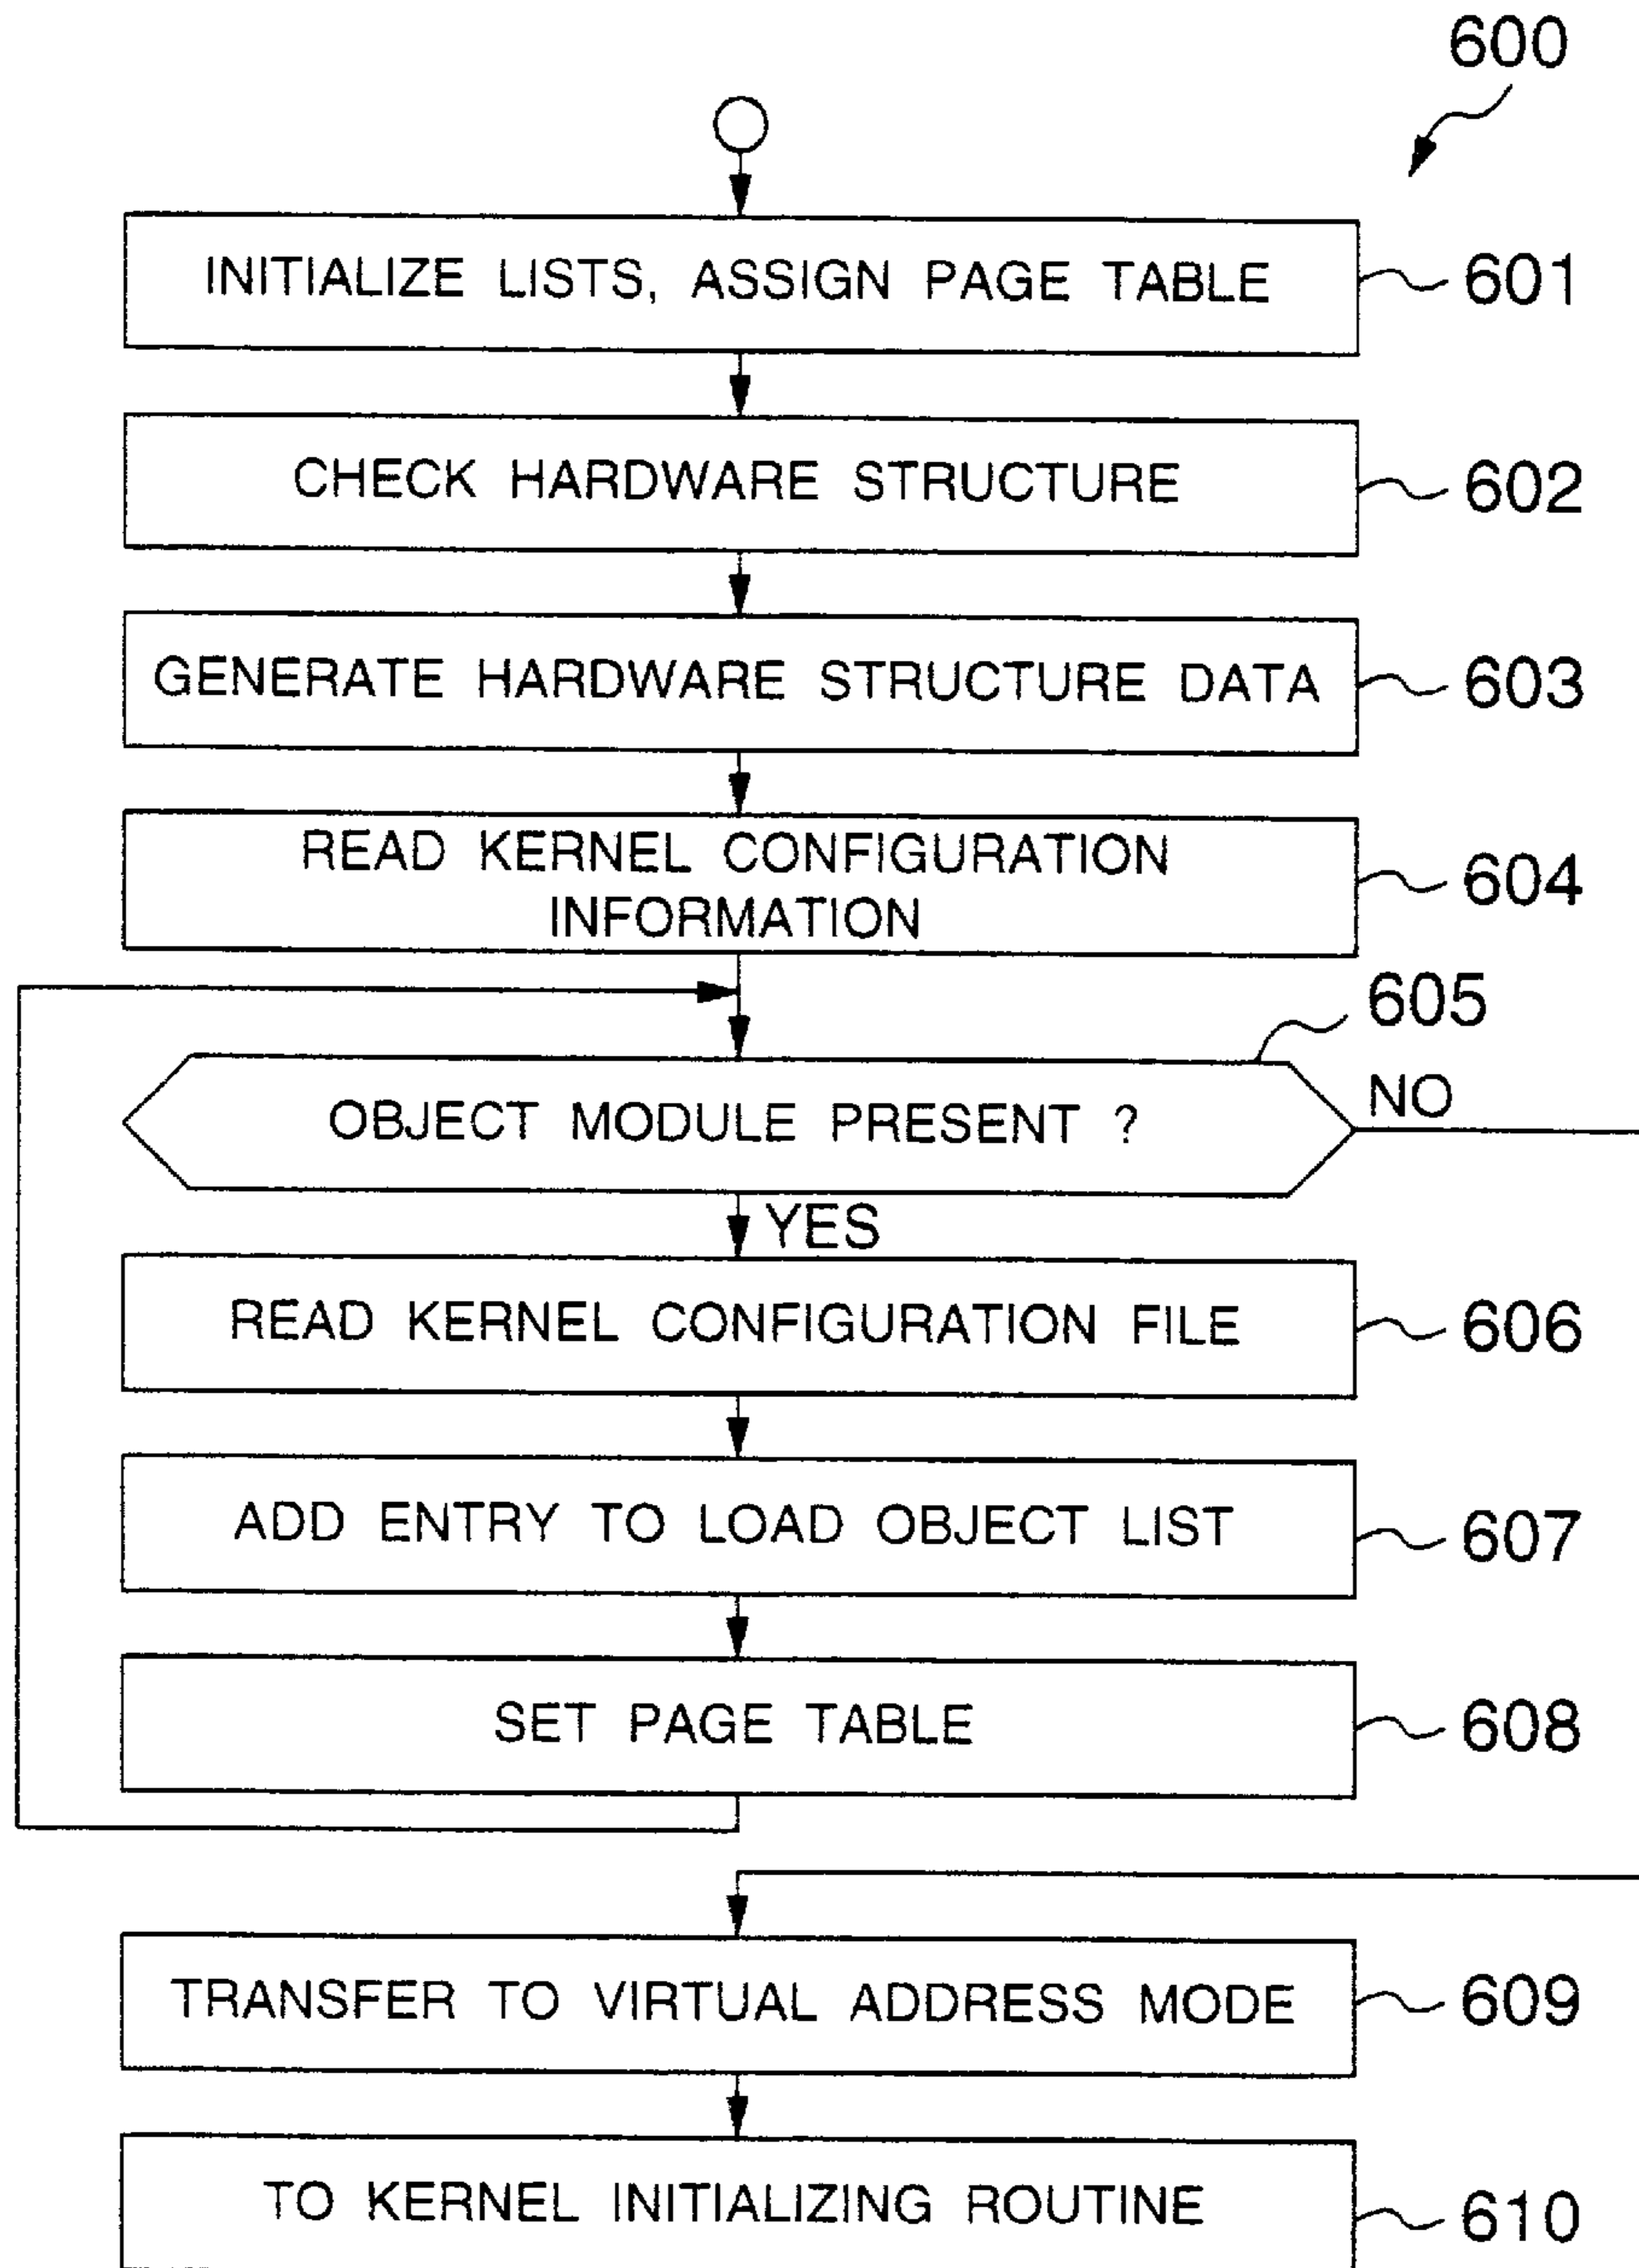 600
INITIALIZE LISTS, ASSIGN PAGE TABLE
601
CHECK HARDWARE STRUCTURE
602
GENERATE HARDWARE STRUCTURE DATA
603
READ KERNEL CONFIGURATION
INFORMATION
604
605
OBJECT MODULE PRESENT ?
NO
YES
READ KERNEL CONFIGURATION FILE
606
ADD ENTRY TO LOAD OBJECT LIST
607
SET PAGE TABLE
608
TRANSFER TO VIRTUAL ADDRESS MODE
609
TO KERNEL INITIALIZING ROUTINE
610